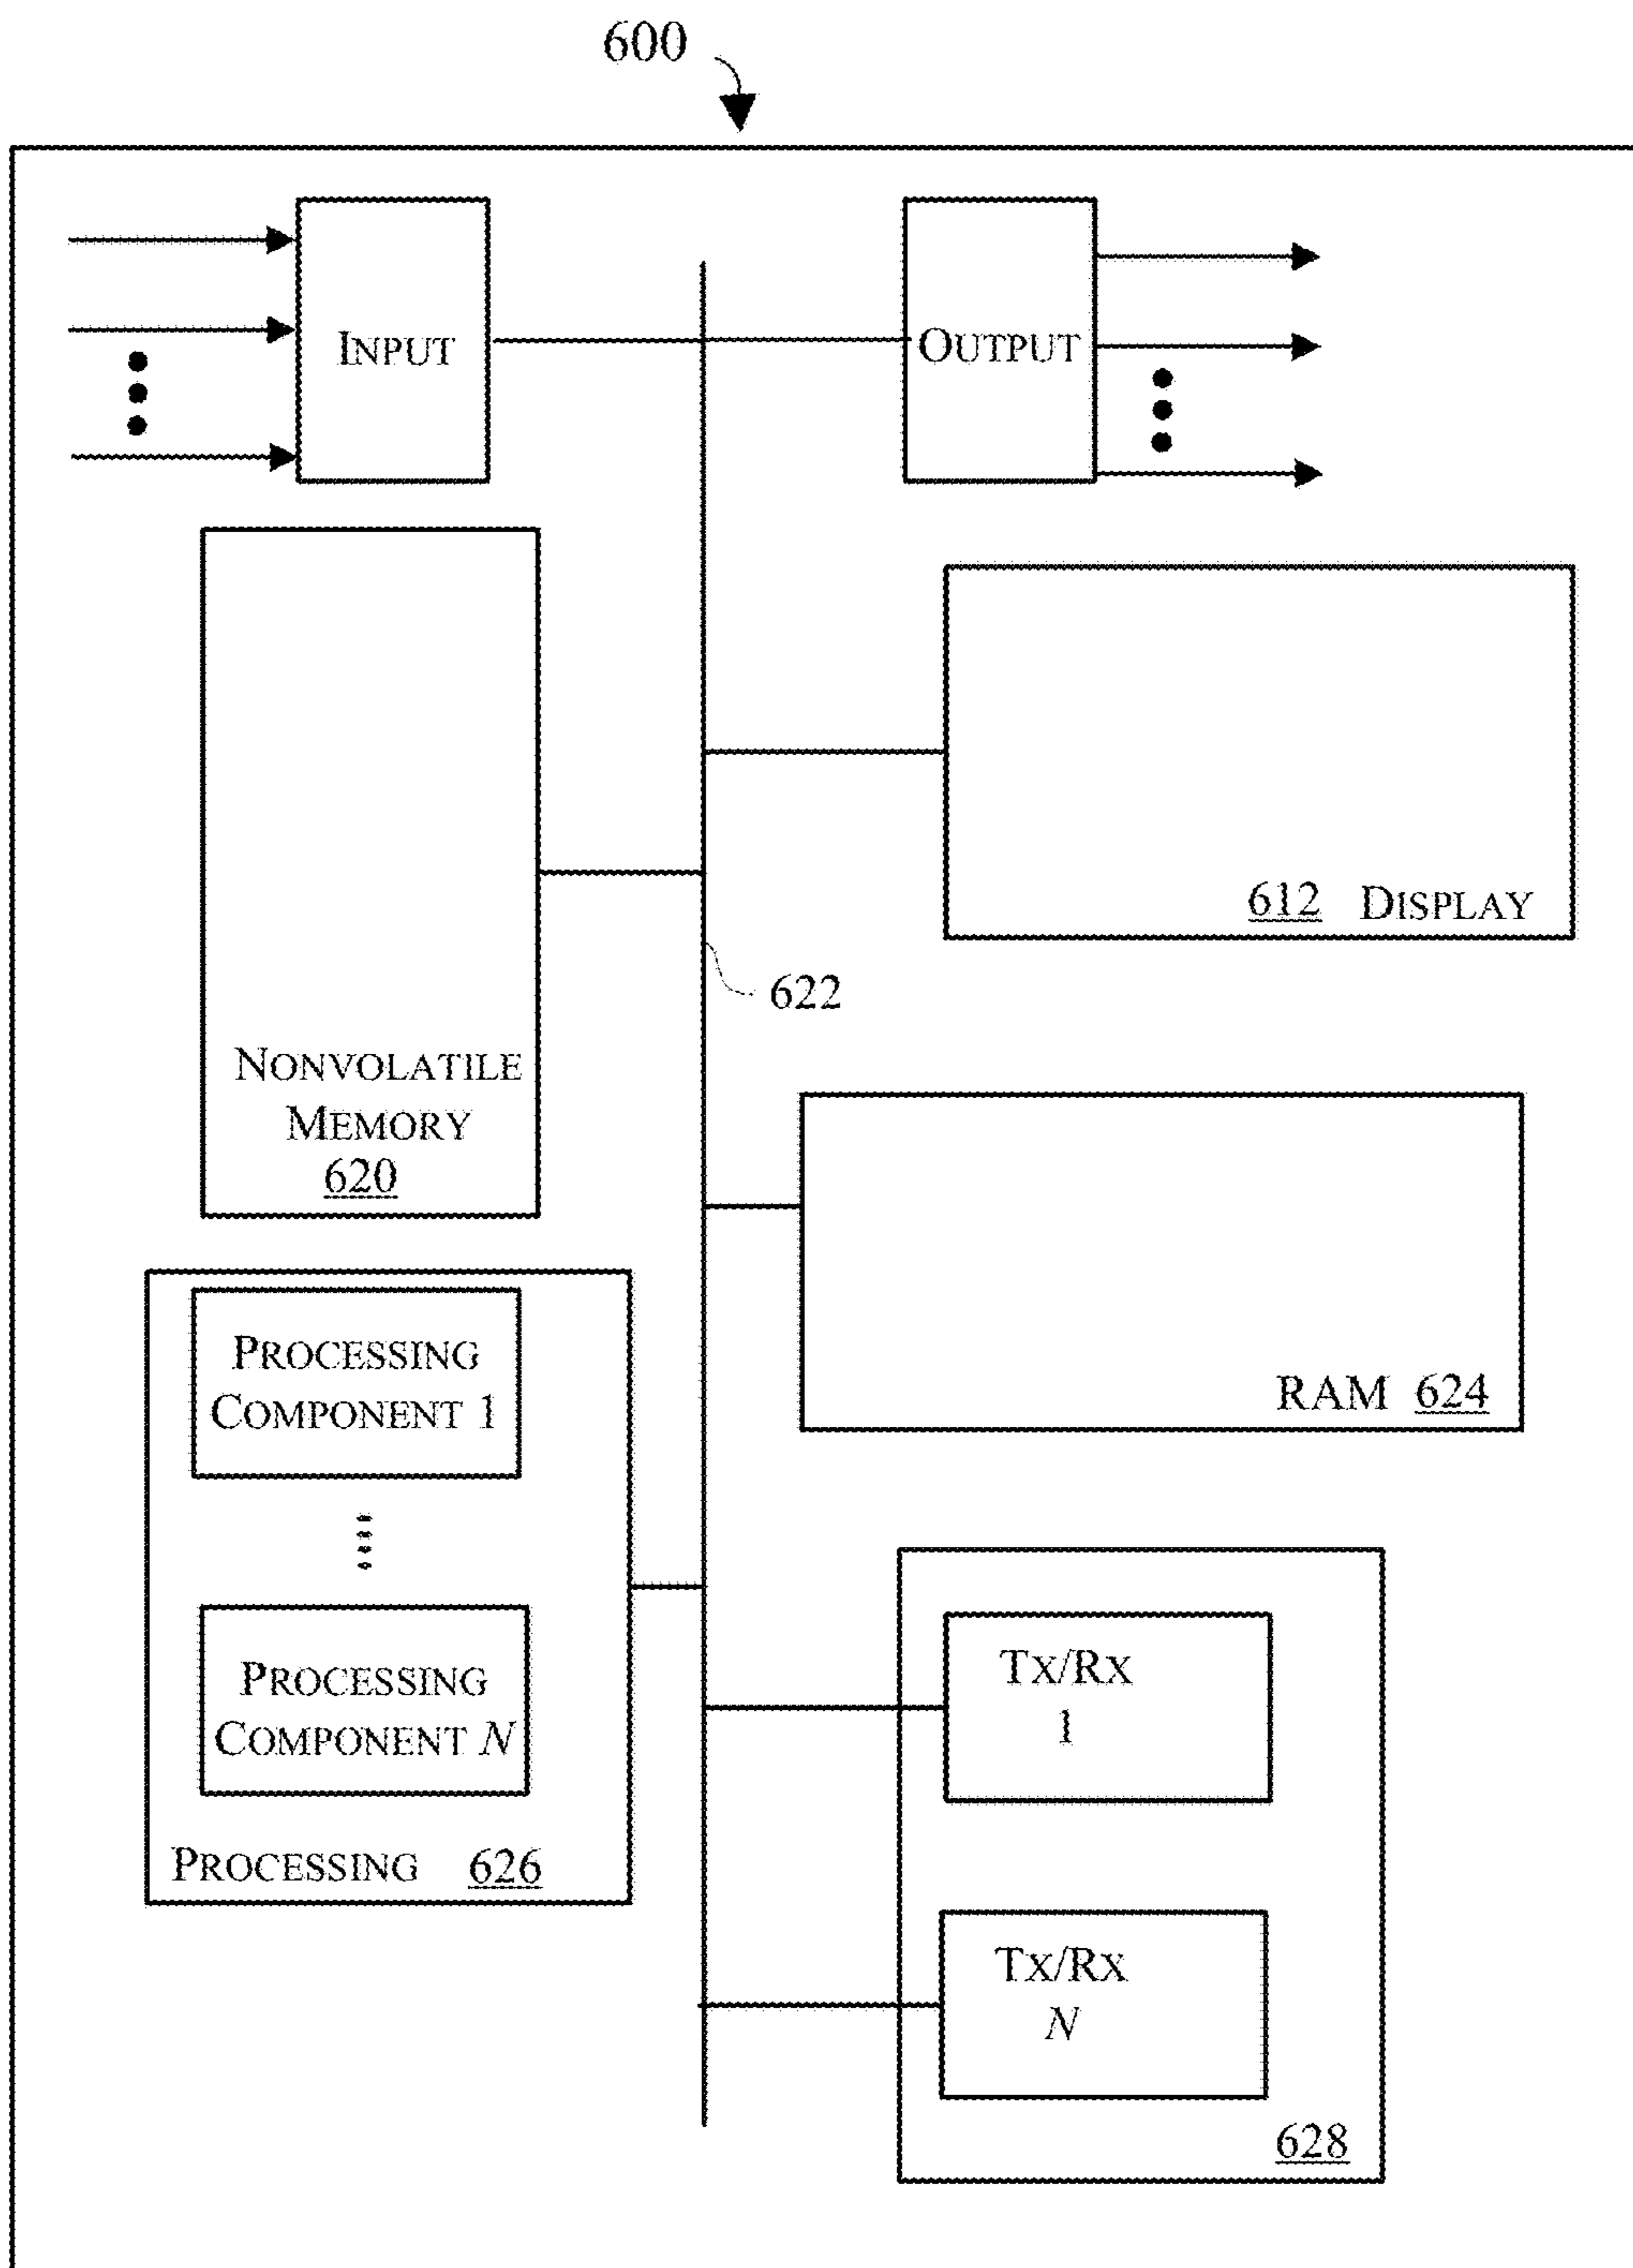 600
INPUT
OUTPUT
612 DISPLAY
622
NONVOLATILE
MEMORY
620
RAM 624
PROCESSING
COMPONENT 1
PROCESSING
COMPONENT N
PROCESSING 626
TX/RX
1
TX/RX
N
628